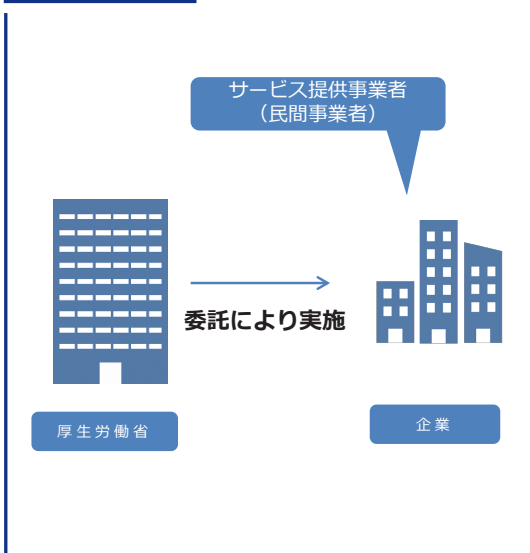 サービス提供事業者
（民間事業者）
委託により実施
厚生労働省
企業